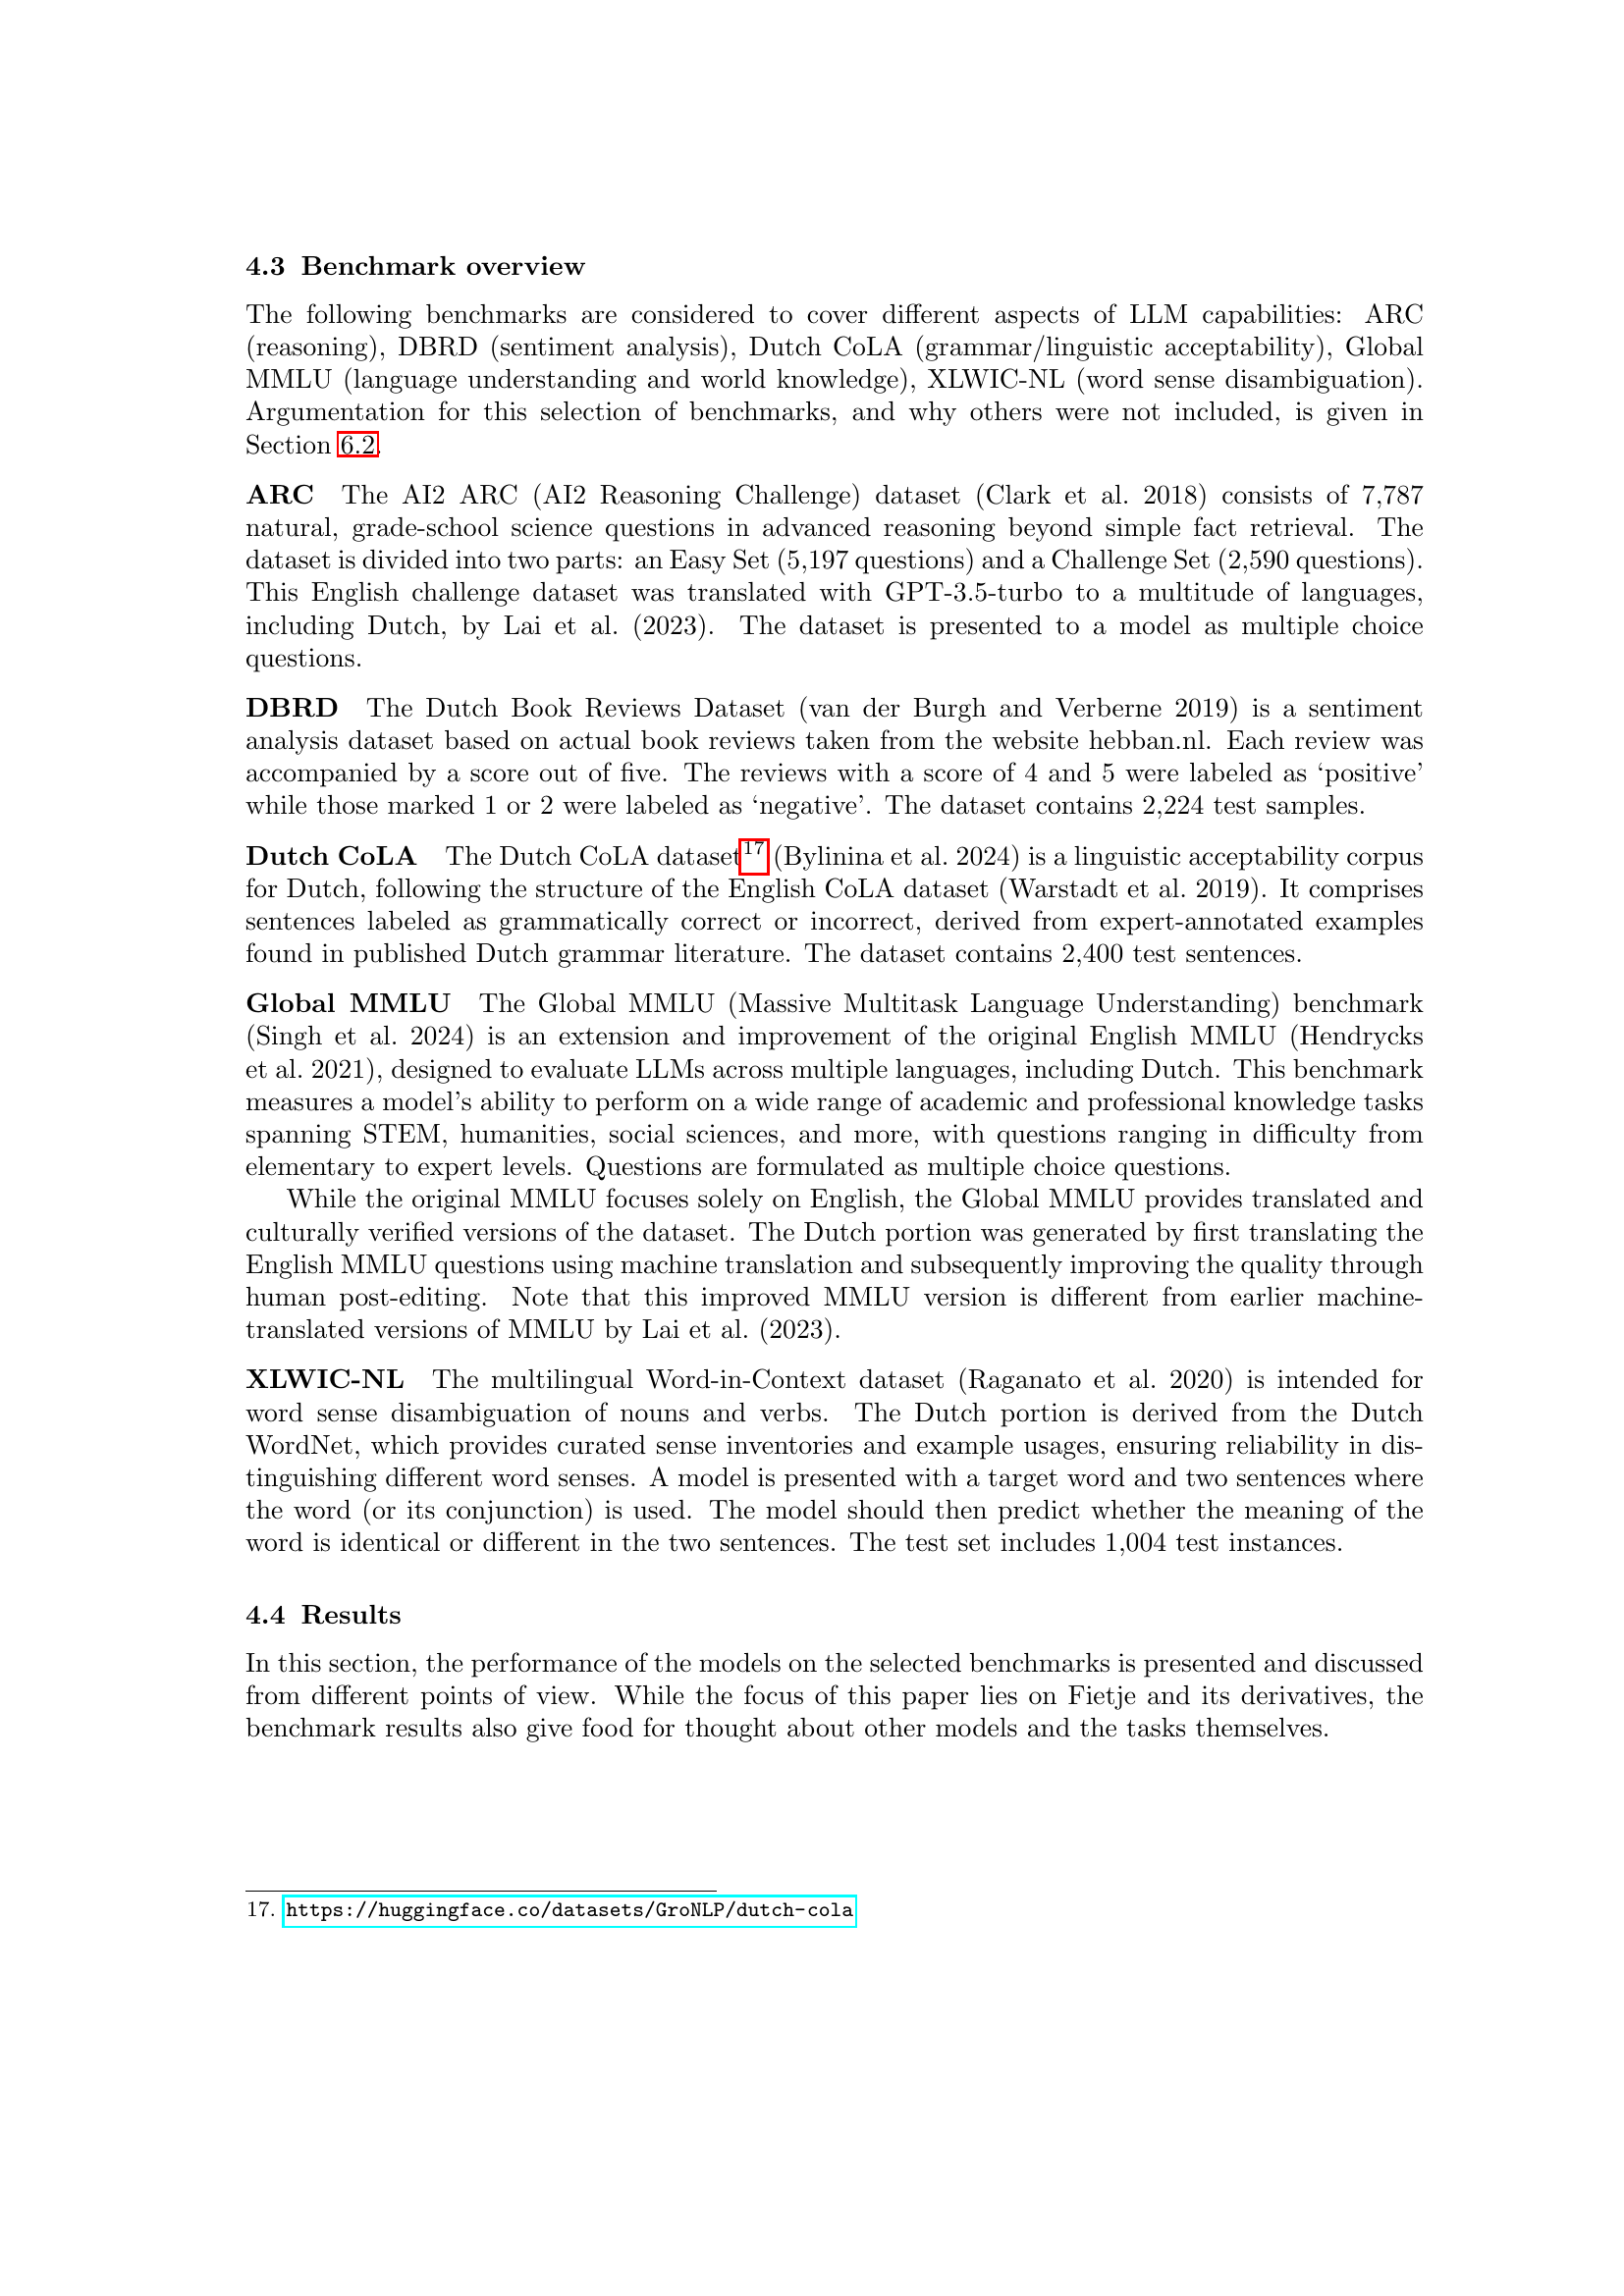 4.3 Benchmark overview
The following benchmarks are considered to cover different aspects of LLM capabilities: ARC
(reasoning), DBRD (sentiment analysis), Dutch CoLA (grammar/linguistic acceptability), Global
MMLU (language understanding and world knowledge), XLWIC-NL (word sense disambiguation).
Argumentation for this selection of benchmarks, and why others were not included, is given in
Section 6.2.
ARC The AI2 ARC (AI2 Reasoning Challenge) dataset (Clark et al. 2018) consists of 7,787
natural, grade-school science questions in advanced reasoning beyond simple fact retrieval. The
dataset is divided into two parts: an Easy Set (5,197 questions) and a Challenge Set (2,590 questions).
This English challenge dataset was translated with GPT-3.5-turbo to a multitude of languages,
including Dutch, by Lai et al. (2023). The dataset is presented to a model as multiple choice
questions.
DBRD The Dutch Book Reviews Dataset (van der Burgh and Verberne 2019) is a sentiment
analysis dataset based on actual book reviews taken from the website hebban.nl. Each review was
accompanied by a score out of five. The reviews with a score of 4 and 5 were labeled as ‘positive’
while those marked 1 or 2 were labeled as ‘negative’. The dataset contains 2,224 test samples.
Dutch CoLA The Dutch CoLA dataset17 (Bylinina et al. 2024) is a linguistic acceptability corpus
for Dutch, following the structure of the English CoLA dataset (Warstadt et al. 2019). It comprises
sentences labeled as grammatically correct or incorrect, derived from expert-annotated examples
found in published Dutch grammar literature. The dataset contains 2,400 test sentences.
Global MMLU The Global MMLU (Massive Multitask Language Understanding) benchmark
(Singh et al. 2024) is an extension and improvement of the original English MMLU (Hendrycks
et al. 2021), designed to evaluate LLMs across multiple languages, including Dutch. This benchmark
measures a model’s ability to perform on a wide range of academic and professional knowledge tasks
spanning STEM, humanities, social sciences, and more, with questions ranging in difficulty from
elementary to expert levels. Questions are formulated as multiple choice questions.
While the original MMLU focuses solely on English, the Global MMLU provides translated and
culturally verified versions of the dataset. The Dutch portion was generated by first translating the
English MMLU questions using machine translation and subsequently improving the quality through
human post-editing. Note that this improved MMLU version is different from earlier machine-
translated versions of MMLU by Lai et al. (2023).
XLWIC-NL The multilingual Word-in-Context dataset (Raganato et al. 2020) is intended for
word sense disambiguation of nouns and verbs. The Dutch portion is derived from the Dutch
WordNet, which provides curated sense inventories and example usages, ensuring reliability in dis-
tinguishing different word senses. A model is presented with a target word and two sentences where
the word (or its conjunction) is used. The model should then predict whether the meaning of the
word is identical or different in the two sentences. The test set includes 1,004 test instances.
4.4 Results
In this section, the performance of the models on the selected benchmarks is presented and discussed
from different points of view. While the focus of this paper lies on Fietje and its derivatives, the
benchmark results also give food for thought about other models and the tasks themselves.
17. https://huggingface.co/datasets/GroNLP/dutch-cola